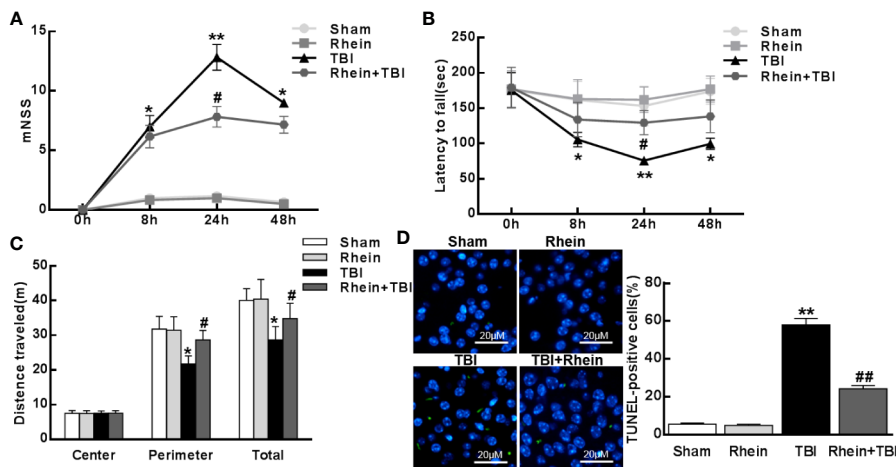 A
Sham
Rhein
TBI
Rhein+TBI
mNSS
15
10
5
0
**
*
#
*
0h 8h 24h 48h
B
Sham
Rhein
TBI
Rhein+TBI
Latency to fall(sec)
250
200
150
100
50
0
#
* ** *
0h 8h 24h 48h
C
Sham
Rhein
TBI
Rhein+TBI
Distence traveled(m)
50
40
30
20
10
0
* # * #
Center Perimeter Total
D
Sham Rhein
20μM 20μM
TBI TBI+Rhein
20μM 20μM
TUNEL-positive cells(%)
80
60
40
20
0
**
##
Sham Rhein TBI Rhein+TBI